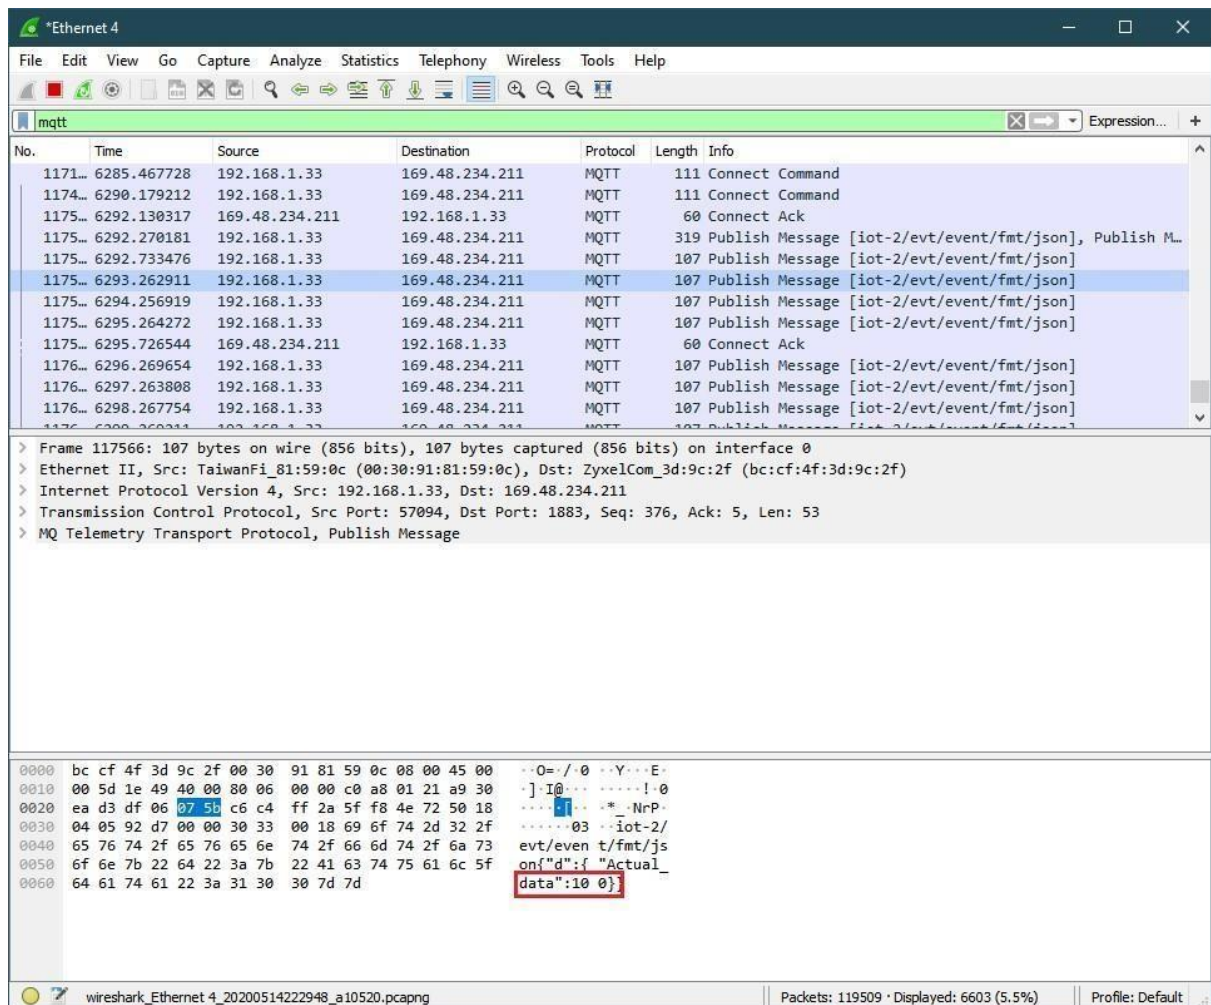 *Ethernet 4
File Edit View Go Capture Analyze Statistics Telephony Wireless Tools Help
mqtt Expression... +
No. Time Source Destination Protocol Length Info
1171… 6285.467728 192.168.1.33 169.48.234.211 MQTT 111 Connect Command
1174… 6290.179212 192.168.1.33 169.48.234.211 MQTT 111 Connect Command
1175… 6292.130317 169.48.234.211 192.168.1.33 MQTT 60 Connect Ack
1175… 6292.270181 192.168.1.33 169.48.234.211 MQTT 319 Publish Message [iot-2/evt/event/fmt/json], Publish M…
1175… 6292.733476 192.168.1.33 169.48.234.211 MQTT 107 Publish Message [iot-2/evt/event/fmt/json]
1175… 6293.262911 192.168.1.33 169.48.234.211 MQTT 107 Publish Message [iot-2/evt/event/fmt/json]
1175… 6294.256919 192.168.1.33 169.48.234.211 MQTT 107 Publish Message [iot-2/evt/event/fmt/json]
1175… 6295.264272 192.168.1.33 169.48.234.211 MQTT 107 Publish Message [iot-2/evt/event/fmt/json]
1175… 6295.726544 169.48.234.211 192.168.1.33 MQTT 60 Connect Ack
1176… 6296.269654 192.168.1.33 169.48.234.211 MQTT 107 Publish Message [iot-2/evt/event/fmt/json]
1176… 6297.263808 192.168.1.33 169.48.234.211 MQTT 107 Publish Message [iot-2/evt/event/fmt/json]
1176… 6298.267754 192.168.1.33 169.48.234.211 MQTT 107 Publish Message [iot-2/evt/event/fmt/json]
Frame 117566: 107 bytes on wire (856 bits), 107 bytes captured (856 bits) on interface 0
Ethernet II, Src: TaiwanFi_81:59:0c (00:30:91:81:59:0c), Dst: ZyxelCom_3d:9c:2f (bc:cf:4f:3d:9c:2f)
Internet Protocol Version 4, Src: 192.168.1.33, Dst: 169.48.234.211
Transmission Control Protocol, Src Port: 57094, Dst Port: 1883, Seq: 376, Ack: 5, Len: 53
MQ Telemetry Transport Protocol, Publish Message
0000 bc cf 4f 3d 9c 2f 00 30 91 81 59 0c 08 00 45 00 ··O=·/·0 ··Y···E·
0010 00 5d 1e 49 40 00 80 06 00 00 c0 a8 01 21 a9 30 ·]·I@··· ·····!·0
0020 ea d3 df 06 07 5b c6 c4 ff 2a 5f f8 4e 72 50 18 ·····[·· ·*_·NrP·
0030 04 05 92 d7 00 00 30 33 00 18 69 6f 74 2d 32 2f ······03 ··iot-2/
0040 65 76 74 2f 65 76 65 6e 74 2f 66 6d 74 2f 6a 73 evt/even t/fmt/js
0050 6f 6e 7b 22 64 22 3a 7b 22 41 63 74 75 61 6c 5f on{"d":{ "Actual_
0060 64 61 74 61 22 3a 31 30 30 7d 7d data":10 0}}
wireshark_Ethernet 4_20200514222948_a10520.pcapng Packets: 119509 · Displayed: 6603 (5.5%) Profile: Default